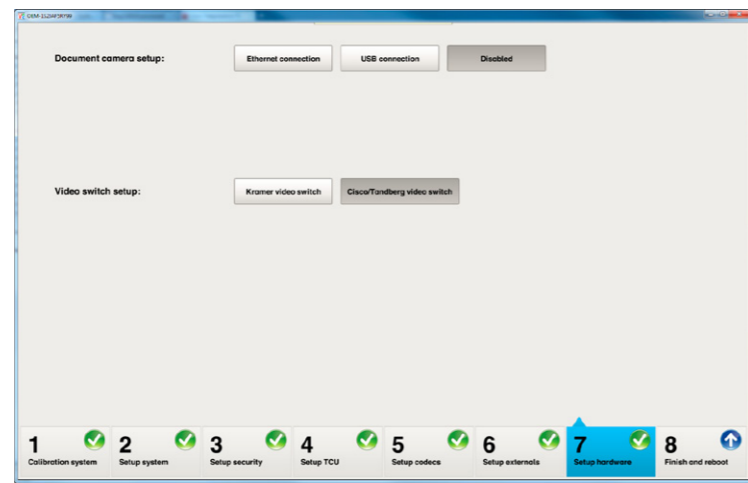 Document camera setup:
Ethernet connection
USB connection
Disabled
Video switch setup:
Kramer video switch
Cisco/Tandberg video switch
1
Calibration system
2
Setup system
3
Setup security
4
Setup TCU
5
Setup codecs
6
Setup externals
7
Setup hardware
8
Finish and reboot